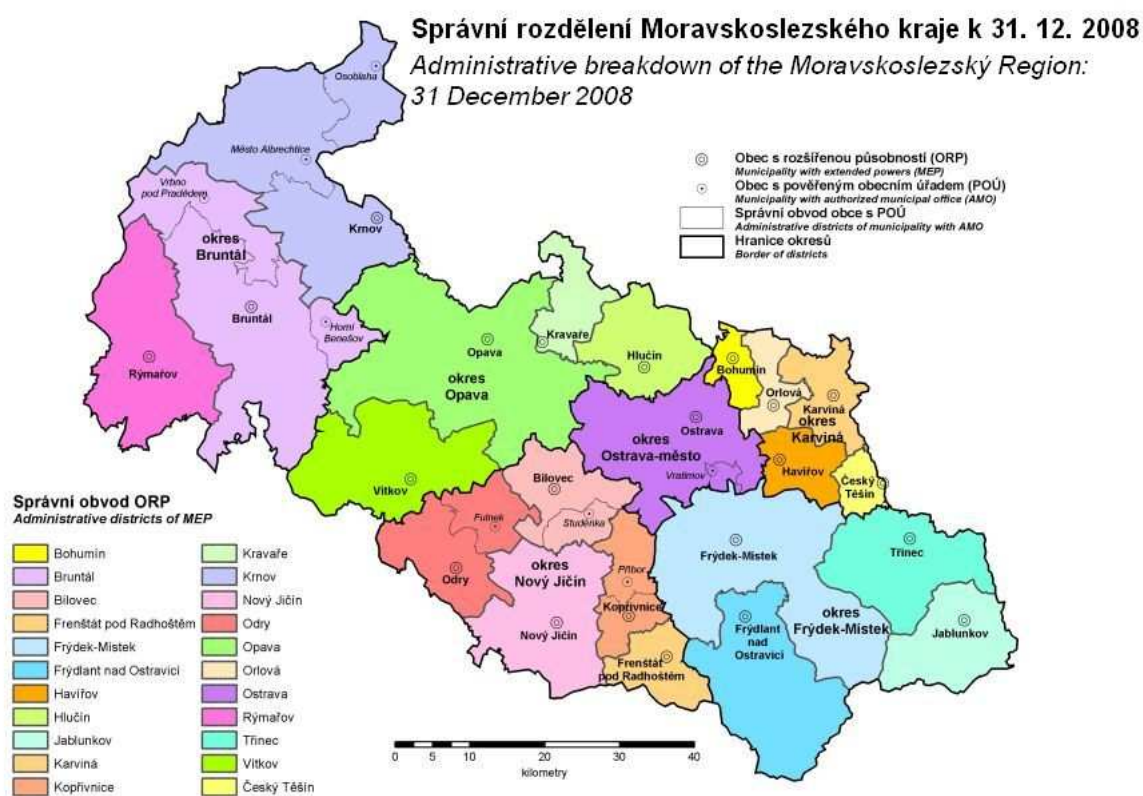 Správní rozdělení Moravskoslezského kraje k 31. 12. 2008
Administrative breakdown of the Moravskoslezský Region:
31 December 2008
Obec s rozšířenou působností (ORP)
Municipality with extended powers (MEP)
Obec s pověřeným obecním úřadem (POÚ)
Municipality with authorized municipal office (AMO)
Správní obvod obce s POÚ
Administrative districts of municipality with AMO
Hranice okresů
Border of districts
Osoblaha
Město Albrechtice
Vrbno
pod Pradědem
Krnov
okres
Bruntál
Bruntál
Horní
Benešov
Rýmařov
Opava
Kravaře
Hlučín
okres
Opava
Bohumín
Orlová
Karviná
okres
Karviná
Ostrava
okres
Ostrava-město
Vratimov
Havířov
Český
Těšín
Vítkov
Bílovec
Studénka
Fulnek
Odry
okres
Nový Jičín
Nový Jičín
Příbor
Kopřivnice
Frenštát
pod Radhoštěm
Frýdek-Místek
Frýdlant
nad
Ostravicí
okres
Frýdek-Místek
Třinec
Jablunkov
Správní obvod ORP
Administrative districts of MEP
Bohumín
Bruntál
Bílovec
Frenštát pod Radhoštěm
Frýdek-Místek
Frýdlant nad Ostravicí
Havířov
Hlučín
Jablunkov
Karviná
Kopřivnice
Kravaře
Krnov
Nový Jičín
Odry
Opava
Orlová
Ostrava
Rýmařov
Třinec
Vítkov
Český Těšín
0 5 10 20 30 40
kilometry